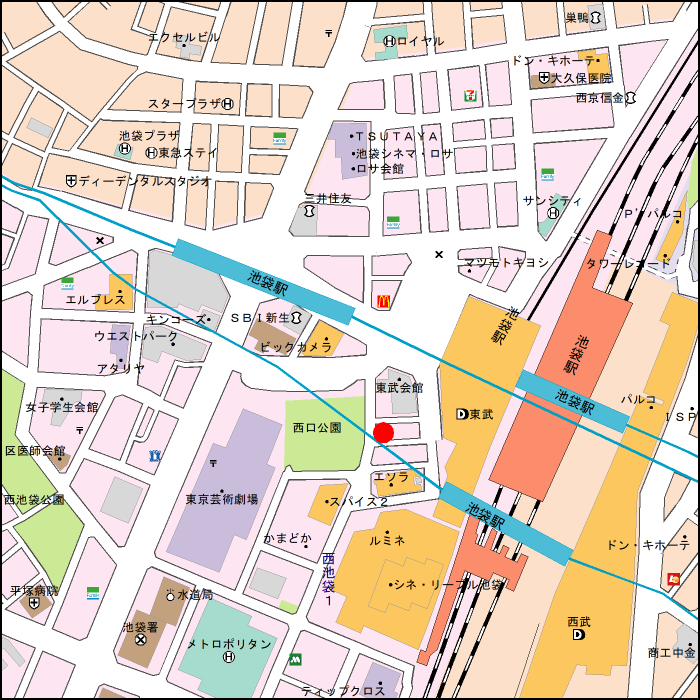 巣鴨
エクセルビル
ロイヤル
ドン・キホーテ
大久保医院
西京信金
スタープラザ
池袋プラザ
東急ステイ
ＴＳＵＴＡＹＡ
池袋シネマ・ロサ
ロサ会館
ディーデンタルスタジオ
三井住友
サンシティ
Ｐ'パルコ
マツモトキヨシ
タワーレコード
池袋駅
エルブレス
キンコーズ
ＳＢＩ新生
池袋駅
池袋駅
ウエストパーク
ビックカメラ
アタリヤ
東武会館
池袋駅
パルコ
ＩＳＰ
女子学生会館
西口公園
東武
区医師会館
エソラ
西池袋公園
東京芸術劇場
スパイス２
池袋駅
かまどか
ルミネ
ドン・キホーテ
西池袋１
シネ・リーブル池袋
平塚病院
水道局
池袋署
西武
メトロポリタン
商工中金
ティップクロス